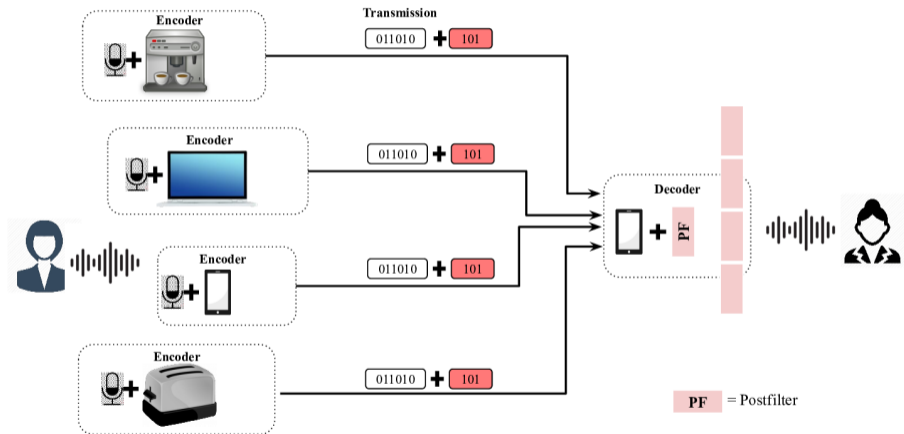 Encoder
Transmission
011010 + 101
Encoder
011010 + 101
Decoder
PF
Encoder
011010 + 101
Encoder
011010 + 101
PF = Postfilter